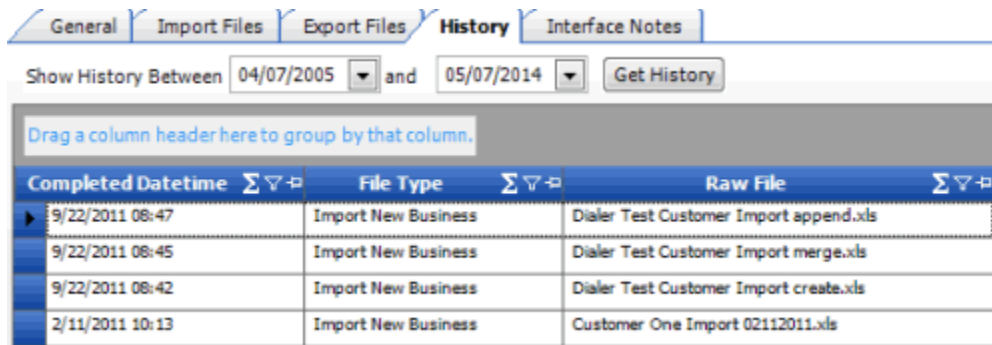 General Import Files Export Files History Interface Notes
Show History Between 04/07/2005 and 05/07/2014 Get History
Drag a column header here to group by that column.
Completed Datetime Σ File Type Σ Raw File Σ
9/22/2011 08:47 Import New Business Dialer Test Customer Import append.xls
9/22/2011 08:45 Import New Business Dialer Test Customer Import merge.xls
9/22/2011 08:42 Import New Business Dialer Test Customer Import create.xls
2/11/2011 10:13 Import New Business Customer One Import 02112011.xls